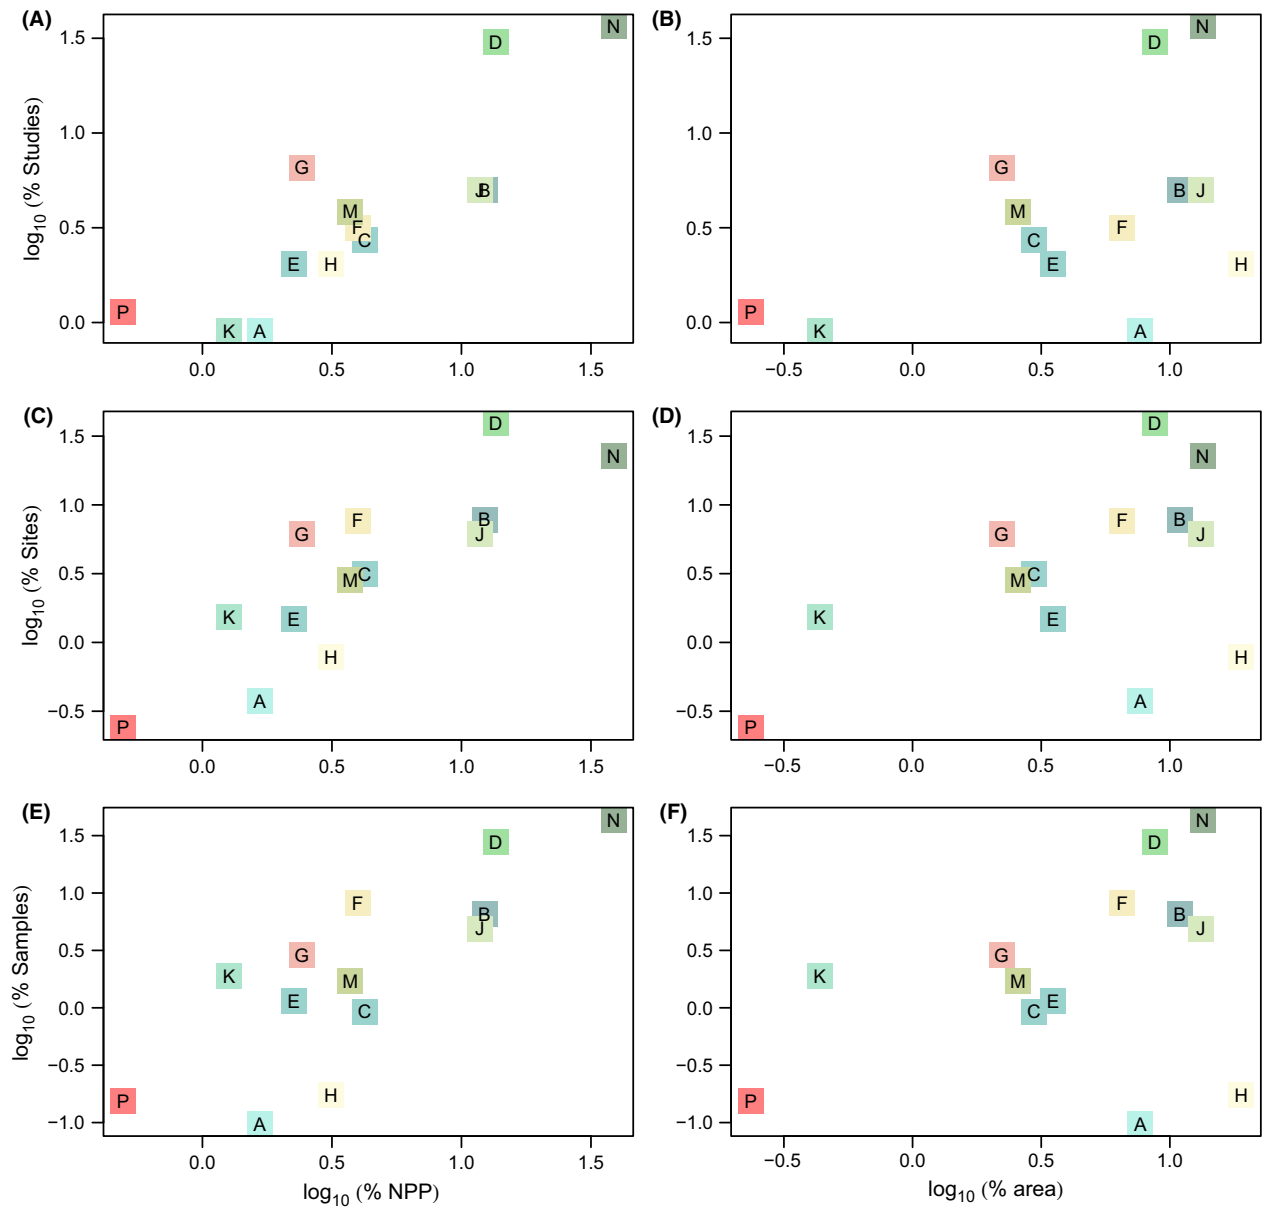 (A)
log10 (% Studies)
1.5
1.0
0.5
0.0
N
D
G
J
B
M
F
C
E
H
P
K
A
0.0 0.5 1.0 1.5
(B)
1.5
1.0
0.5
0.0
N
D
G
B
J
M
F
C
E
H
P
K
A
−0.5 0.0 0.5 1.0
(C)
log10 (% Sites)
1.5
1.0
0.5
0.0
−0.5
D
N
B
F
G
J
C
M
K
E
H
A
P
0.0 0.5 1.0 1.5
(D)
1.5
1.0
0.5
0.0
−0.5
D
N
B
F
G
J
C
M
K
E
H
A
P
−0.5 0.0 0.5 1.0
(E)
log10 (% Samples)
1.5
1.0
0.5
0.0
−0.5
−1.0
N
D
F
B
J
G
K
M
E
C
H
P
A
0.0 0.5 1.0 1.5
log10 (% NPP)
(F)
1.5
1.0
0.5
0.0
−0.5
−1.0
N
D
F
B
J
G
K
M
E
C
H
P
A
−0.5 0.0 0.5 1.0
log10 (% area)